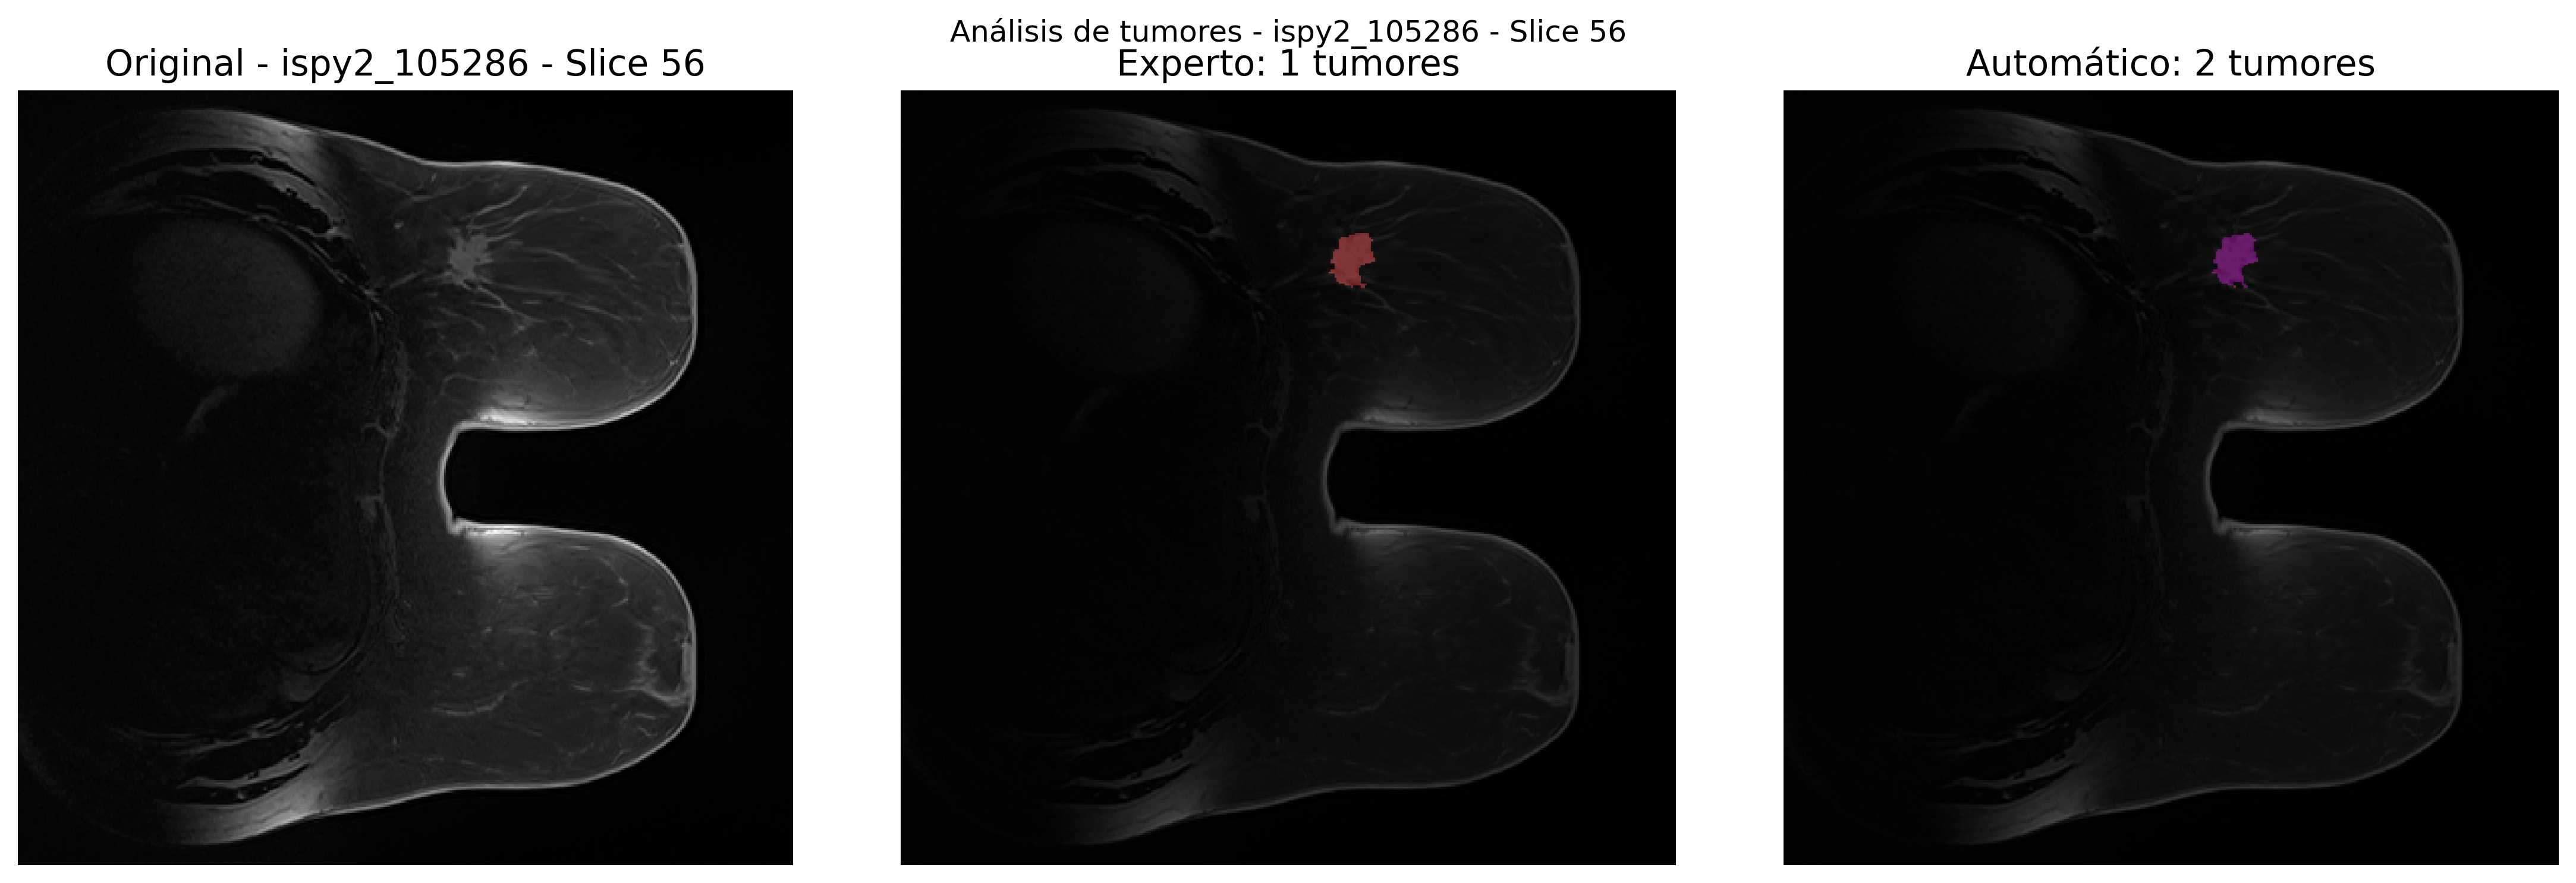 Análisis de tumores - ispy2_105286 - Slice 56
Original - ispy2_105286 - Slice 56
Experto: 1 tumores
Automático: 2 tumores